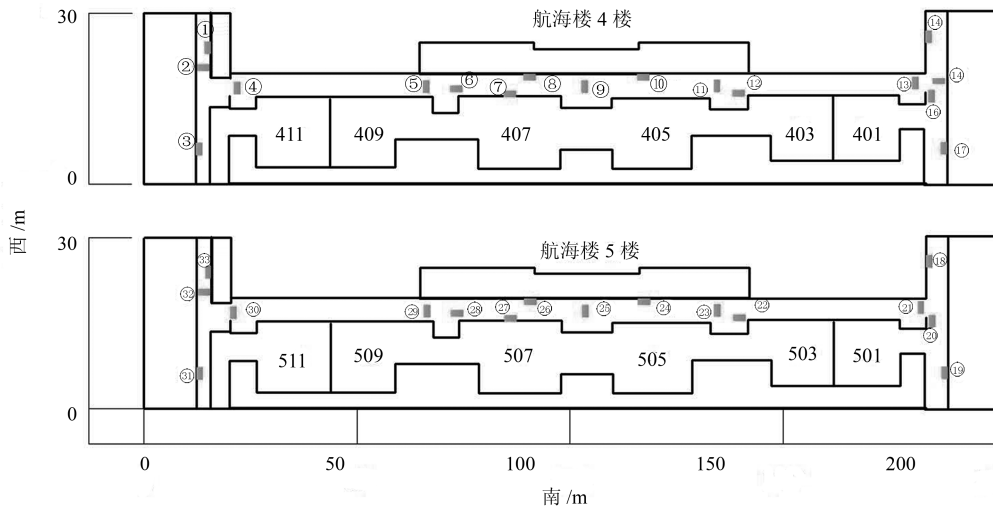 30
航海楼 4 楼
① ⑭
② ④ ⑤ ⑥ ⑦ ⑧ ⑨ ⑩ ⑪ ⑫ ⑬ ⑭
⑯
③ 411 409 407 405 403 401 ⑰
0
西 /m
30
航海楼 5 楼
㉝ ⑱
㉜ ㉚ ㉙ ㉘ ㉗ ㉖ ㉕ ㉔ ㉓ ㉒ ㉑
⑳
㉛ 511 509 507 505 503 501 ⑲
0
0 50 100 150 200
南 /m